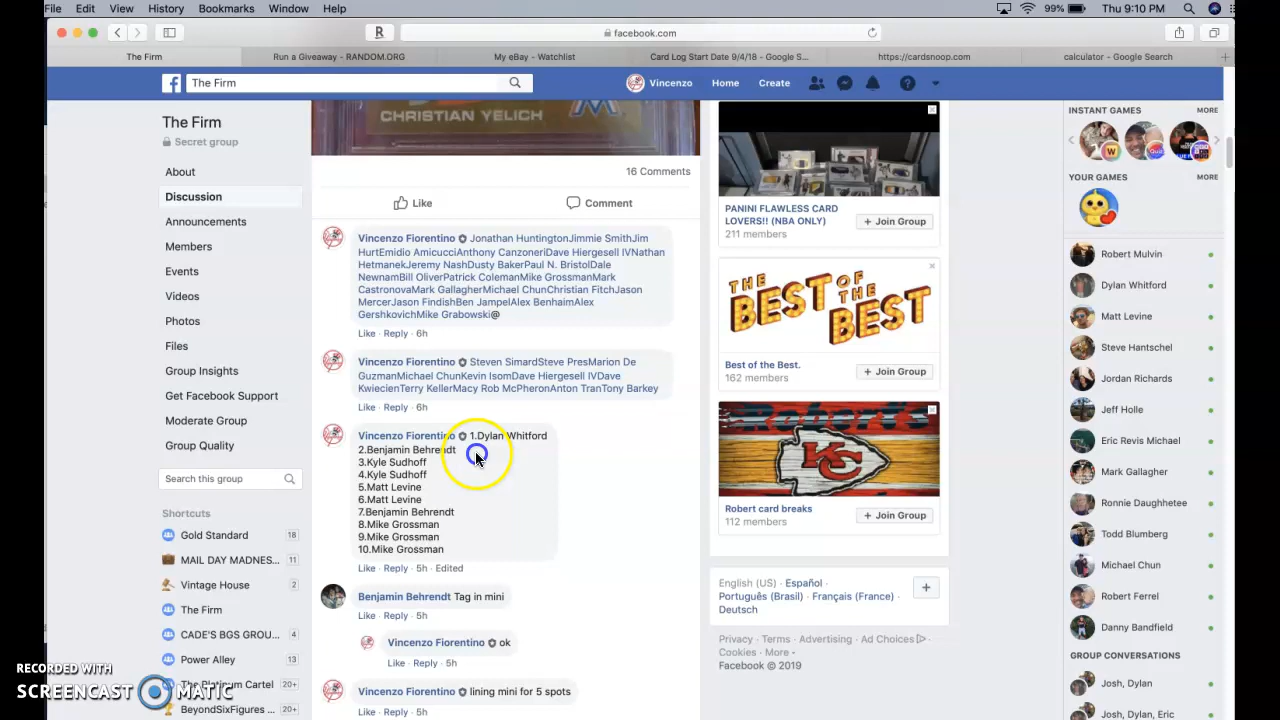 File Edit View History Bookmarks Window Help 99% Thu 9:10 PM
R facebook.com
The Firm Run a Giveaway - RANDOM.ORG My eBay - Watchlist Card Log Start Date 9/4/18 - Google S... https://cardsnoop.com calculator - Google Search
The Firm Vincenzo Home Create
The Firm
Secret group
About
Discussion
Announcements
Members
Events
Videos
Photos
Files
Group Insights
Get Facebook Support
Moderate Group
Group Quality
Search this group
Shortcuts
Gold Standard 18
MAIL DAY MADNES... 11
Vintage House 2
The Firm
CADE'S BGS GROU... 4
Power Alley 13
The Platinum Cartel 20+
BeyondSixFigures ... 20+
RECORDED WITH
SCREENCAST MATIC
CHRISTIAN YELICH
16 Comments
Like Comment
Vincenzo Fiorentino Jonathan HuntingtonJimmie SmithJim
HurtEmidio AmicucciAnthony CanzoneriDave Hiergesell IVNathan
HetmanekJeremy NashDusty BakerPaul N. BristolDale
NewnamBill OliverPatrick ColemanMike GrossmanMark
CastronovaMark GallagherMichael ChunChristian FitchJason
MercerJason FindishBen JampelAlex BenhaimAlex
GershkovichMike Grabowski@
Like · Reply · 6h
Vincenzo Fiorentino Steven SimardSteve PresMarion De
GuzmanMichael ChunKevin IsomDave Hiergesell IVDave
KwiecienTerry KellerMacy Rob McPheronAnton TranTony Barkey
Like · Reply · 6h
Vincenzo Fiorentino 1.Dylan Whitford
2.Benjamin Behrendt
3.Kyle Sudhoff
4.Kyle Sudhoff
5.Matt Levine
6.Matt Levine
7.Benjamin Behrendt
8.Mike Grossman
9.Mike Grossman
10.Mike Grossman
Like · Reply · 5h · Edited
Benjamin Behrendt Tag in mini
Like · Reply · 5h
Vincenzo Fiorentino ok
Like · Reply · 5h
Vincenzo Fiorentino lining mini for 5 spots
Like · Reply · 5h
PANINI FLAWLESS CARD
LOVERS!! (NBA ONLY)
211 members
+ Join Group
THE BEST OF THE
BEST
Best of the Best.
162 members
+ Join Group
Robert's
KC
Robert card breaks
112 members
+ Join Group
English (US) · Español ·
Português (Brasil) · Français (France) ·
Deutsch
+
Privacy · Terms · Advertising · Ad Choices ·
Cookies · More
Facebook © 2019
INSTANT GAMES MORE
YOUR GAMES MORE
Robert Mulvin
Dylan Whitford
Matt Levine
Steve Hantschel
Jordan Richards
Jeff Holle
Eric Revis Michael
Mark Gallagher
Ronnie Daughhetee
Todd Blumberg
Michael Chun
Robert Ferrel
Danny Bandfield
GROUP CONVERSATIONS
Josh, Dylan
Josh, Dylan, Eric